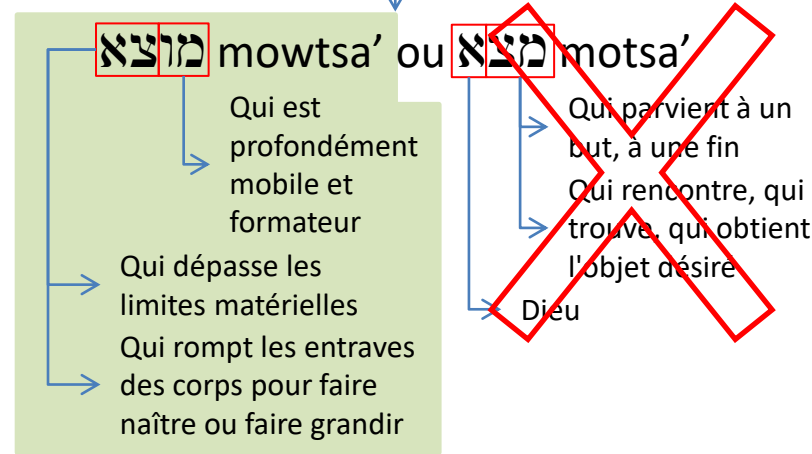 מוצא mowtsa’ ou מצא motsa’
Qui est
profondément
mobile et
formateur
Qui dépasse les
limites matérielles
Qui rompt les entraves
des corps pour faire
naître ou faire grandir
Qui parvient à un
but, à une fin
Qui rencontre, qui
trouve, qui obtient
l'objet désiré
Dieu